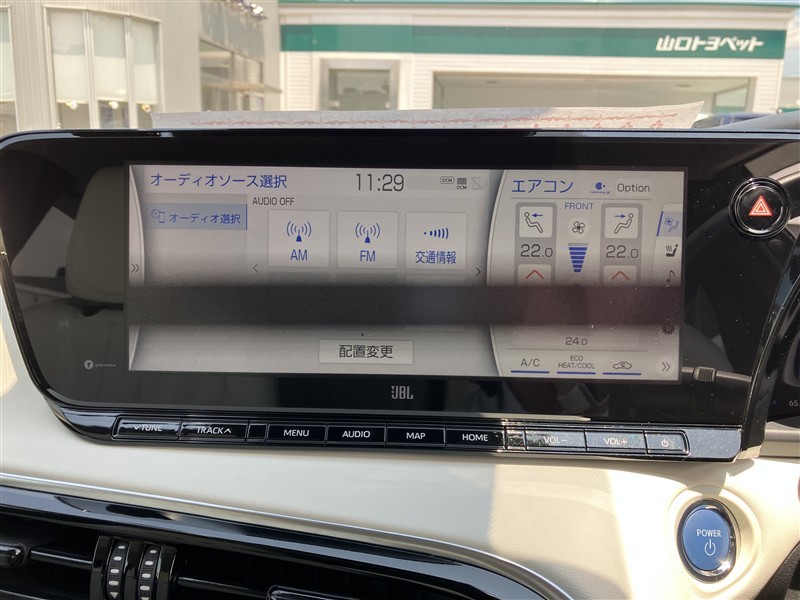 山口トヨペット
オーディオソース選択
11:29
DCM
エアコン
Option
AUDIO OFF
オーディオ選択
AM
FM
交通情報
FRONT
22.0
22.0
配置変更
24.0
A/C
ECO
HEAT/COOL
JBL
TUNE
TRACK
MENU
AUDIO
MAP
HOME
VOL-
VOL+
POWER